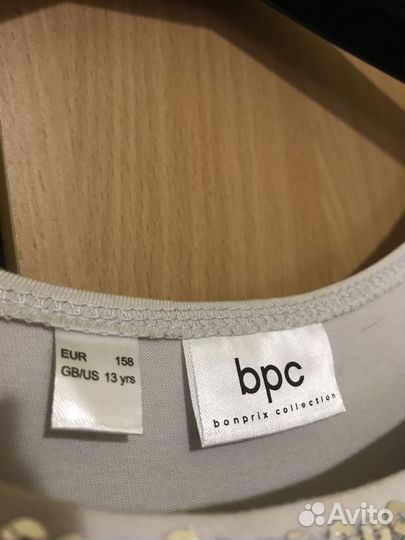 EUR 158
GB/US 13 yrs
bpc
bonprix collection
Avito